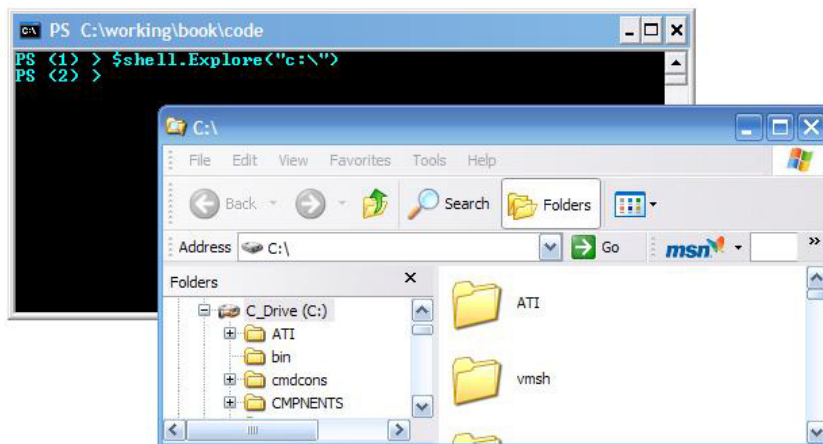 PS C:\working\book\code
PS (1) > $shell.Explore("c:\")
PS (2) >
C:\
File Edit View Favorites Tools Help
Back Search Folders
Address C:\ Go msn »
Folders
C_Drive (C:)
ATI
bin
cmdcons
CMPNENTS
ATI
vmsh